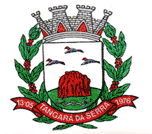 13-05 TANGARÁ DA SERRA 1976